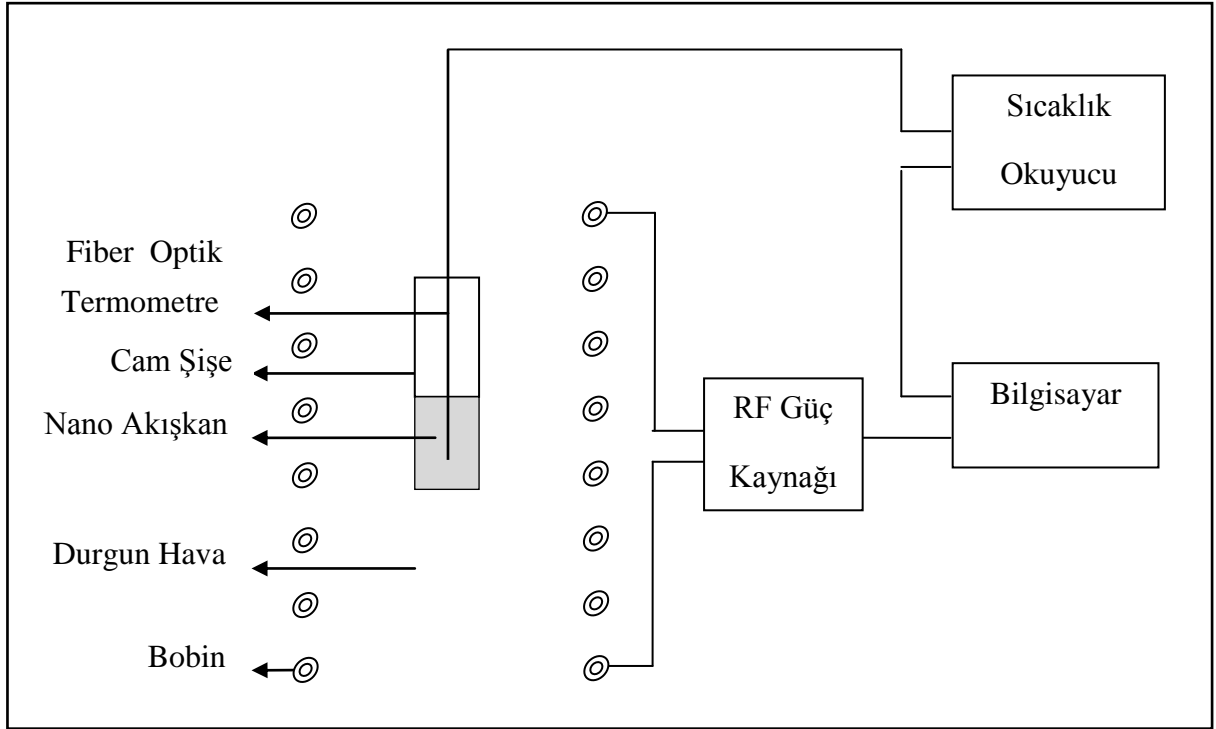 Sıcaklık
Okuyucu
Fiber Optik
Termometre
Cam Şişe
Nano Akışkan
Durgun Hava
Bobin
RF Güç
Kaynağı
Bilgisayar